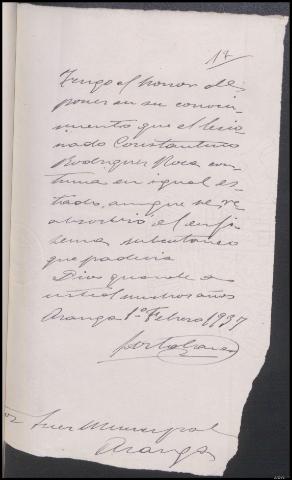 17
Tengo el honor de
poner en su conoci-
miento que el lesio-
nado Constantino
Rodriguez Roca con-
tinua en igual es-
tado, aunque se re-
absorbio el enfi-
sema subcutaneo
que padecia
Dios guarde a
usted muchos años
Aranga 1º Febrero 1937
Juez Municipal
Aranga